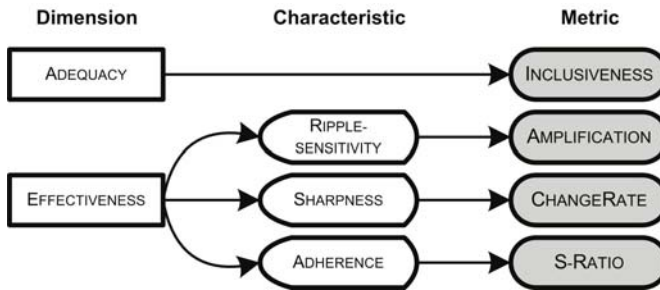 Dimension Characteristic Metric
ADEQUACY INCLUSIVENESS
RIPPLE-
SENSITIVITY AMPLIFICATION
EFFECTIVENESS SHARPNESS CHANGERATE
ADHERENCE S-RATIO